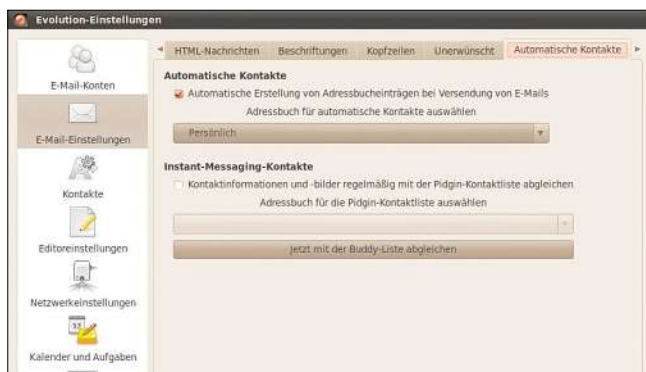 Evolution-Einstellungen
E-Mail-Konten
E-Mail-Einstellungen
Kontakte
Editoreinstellungen
Netzwerkeinstellungen
Kalender und Aufgaben
HTML-Nachrichten
Beschriftungen
Kopfzeilen
Unerwünscht
Automatische Kontakte
Automatische Kontakte
Automatische Erstellung von Adressbucheinträgen bei Versendung von E-Mails
Adressbuch für automatische Kontakte auswählen
Persönlich
Instant-Messaging-Kontakte
Kontaktinformationen und -bilder regelmäßig mit der Pidgin-Kontaktliste abgleichen
Adressbuch für die Pidgin-Kontaktliste auswählen
Jetzt mit der Buddy-Liste abgleichen